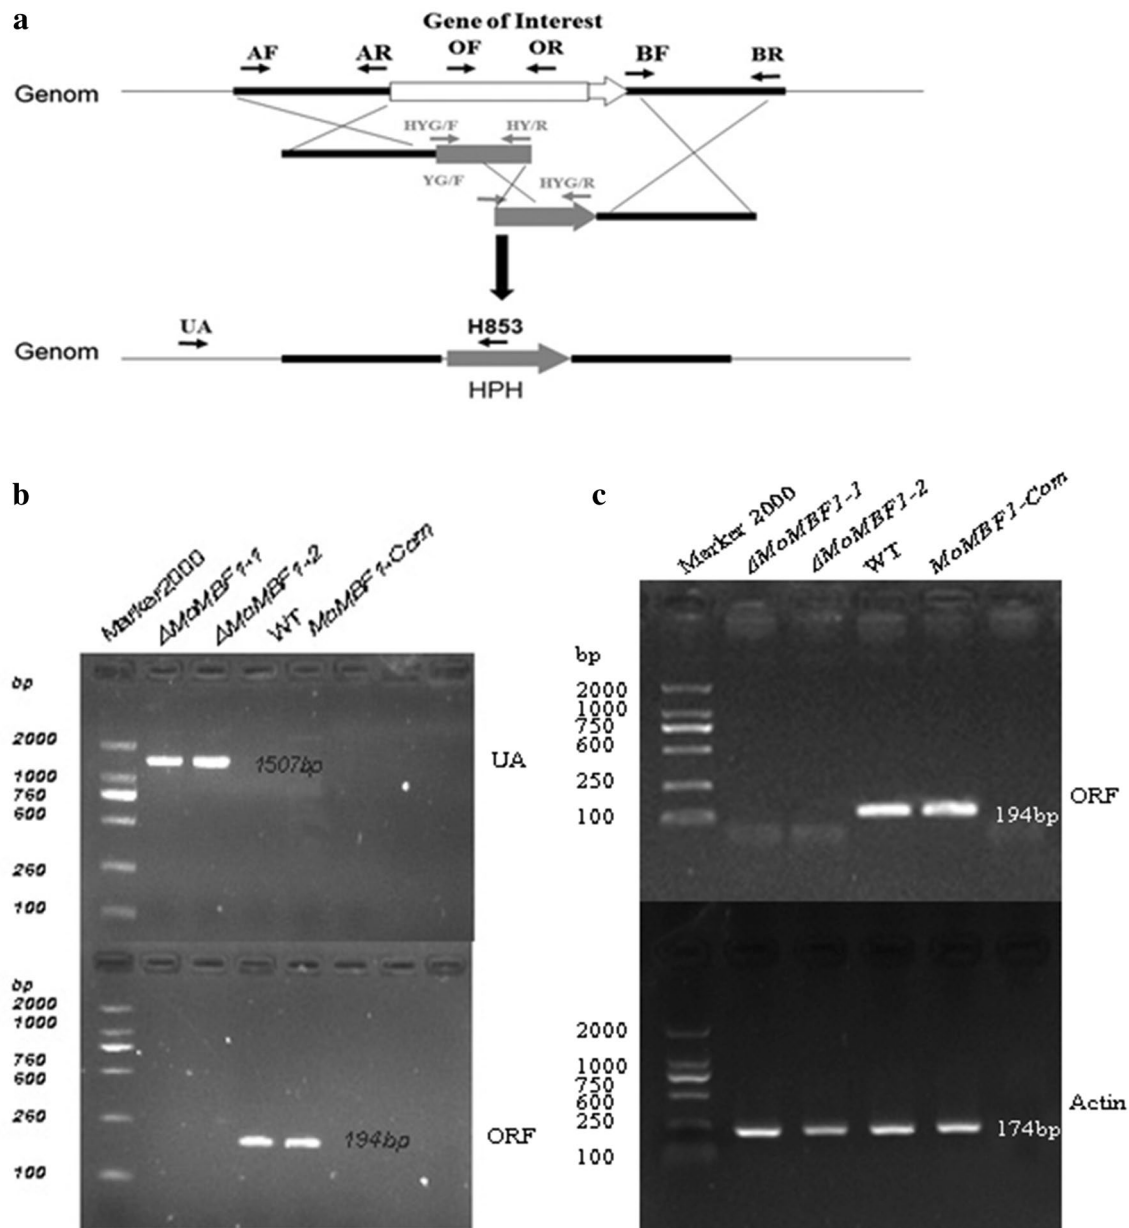 a
Gene of Interest
AF AR OF OR BF BR
Genom
HYG/F HY/R
YG/F HYG/R
UA H853
Genom
HPH
b
Marker2000
ΔMoMBF1-1
ΔMoMBF1-2
WT
MoMBF1-Com
bp
2000
1000
760
600
260
100
1507bp
UA
bp
2000
1000
760
600
260
100
194bp
ORF
c
Marker 2000
ΔMoMBF1-1
ΔMoMBF1-2
WT
MoMBF1-Com
bp
2000
1000
750
600
250
100
194bp
ORF
2000
1000
750
600
250
100
174bp
Actin